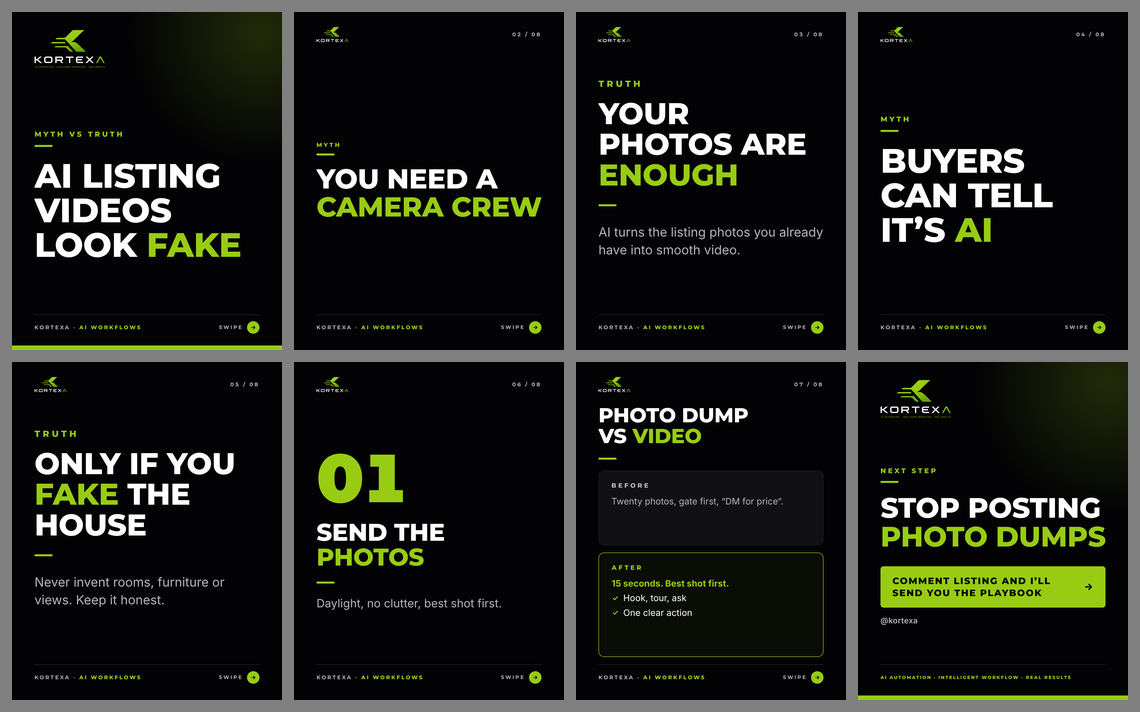 KORTEXA
MYTH VS TRUTH
AI LISTING
VIDEOS
LOOK FAKE
KORTEXA · AI WORKFLOWS
SWIPE
KORTEXA
02 / 08
MYTH
YOU NEED A
CAMERA CREW
KORTEXA · AI WORKFLOWS
SWIPE
KORTEXA
03 / 08
TRUTH
YOUR
PHOTOS ARE
ENOUGH
AI turns the listing photos you already
have into smooth video.
KORTEXA · AI WORKFLOWS
SWIPE
KORTEXA
04 / 08
MYTH
BUYERS
CAN TELL
IT’S AI
KORTEXA · AI WORKFLOWS
SWIPE
KORTEXA
05 / 08
TRUTH
ONLY IF YOU
FAKE THE
HOUSE
Never invent rooms, furniture or
views. Keep it honest.
KORTEXA · AI WORKFLOWS
SWIPE
KORTEXA
06 / 08
01
SEND THE
PHOTOS
Daylight, no clutter, best shot first.
KORTEXA · AI WORKFLOWS
SWIPE
KORTEXA
07 / 08
PHOTO DUMP
VS VIDEO
BEFORE
Twenty photos, gate first, “DM for price”.
AFTER
15 seconds. Best shot first.
✓ Hook, tour, ask
✓ One clear action
KORTEXA · AI WORKFLOWS
SWIPE
KORTEXA
NEXT STEP
STOP POSTING
PHOTO DUMPS
COMMENT LISTING AND I’LL
SEND YOU THE PLAYBOOK
@kortexa
AI AUTOMATION · INTELLIGENT WORKFLOW · REAL RESULTS